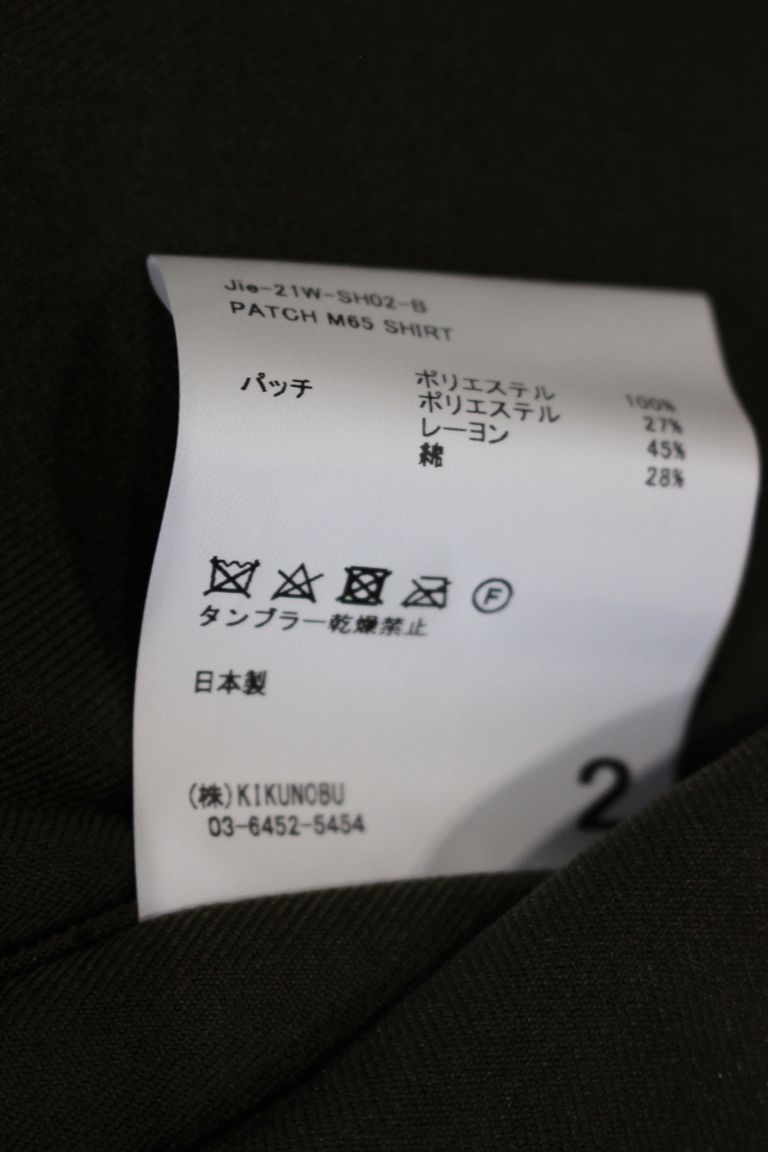 Jie-21W-SH02-B
PATCH M65 SHIRT
ポリエステル 100%
パッチ ポリエステル 27%
レーヨン 45%
綿 28%
F
タンブラー乾燥禁止
日本製
(株)KIKUNOBU
03-6452-5454
2